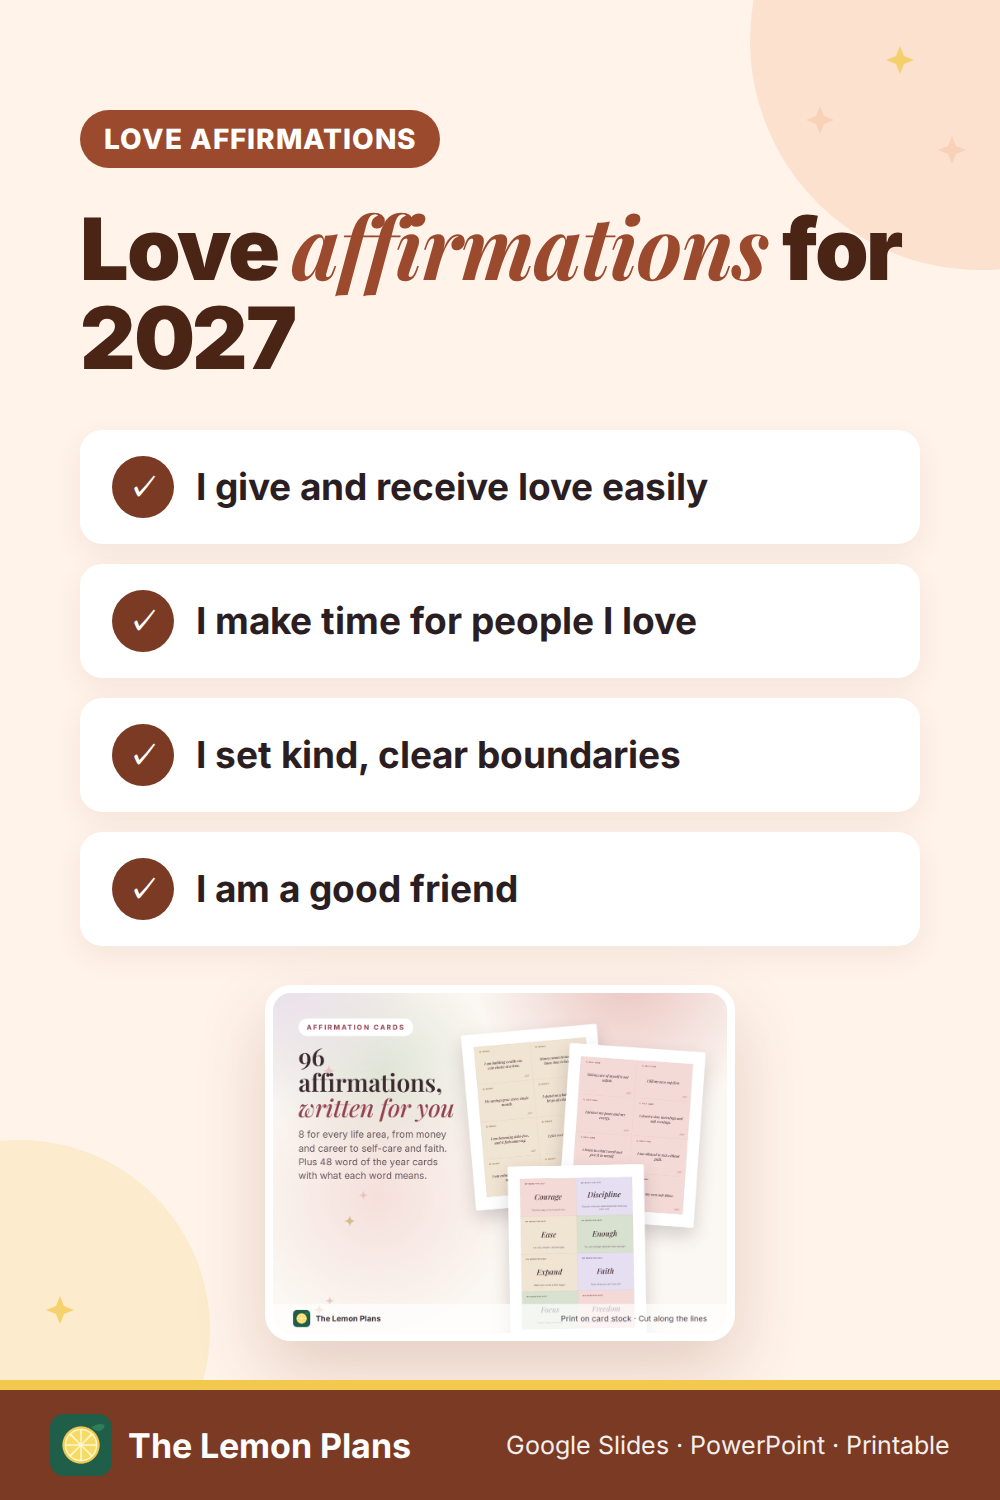 LOVE AFFIRMATIONS
Love affirmations for
2027
✓ I give and receive love easily
✓ I make time for people I love
✓ I set kind, clear boundaries
✓ I am a good friend
AFFIRMATION CARDS
96
affirmations,
written for you
8 for every life area, from money
and career to self-care and faith.
Plus 48 word of the year cards
with what each word means.
Courage
Discipline
Ease
Enough
Expand
Faith
Focus
Freedom
The Lemon Plans
Print on card stock · Cut along the lines
The Lemon Plans
Google Slides · PowerPoint · Printable